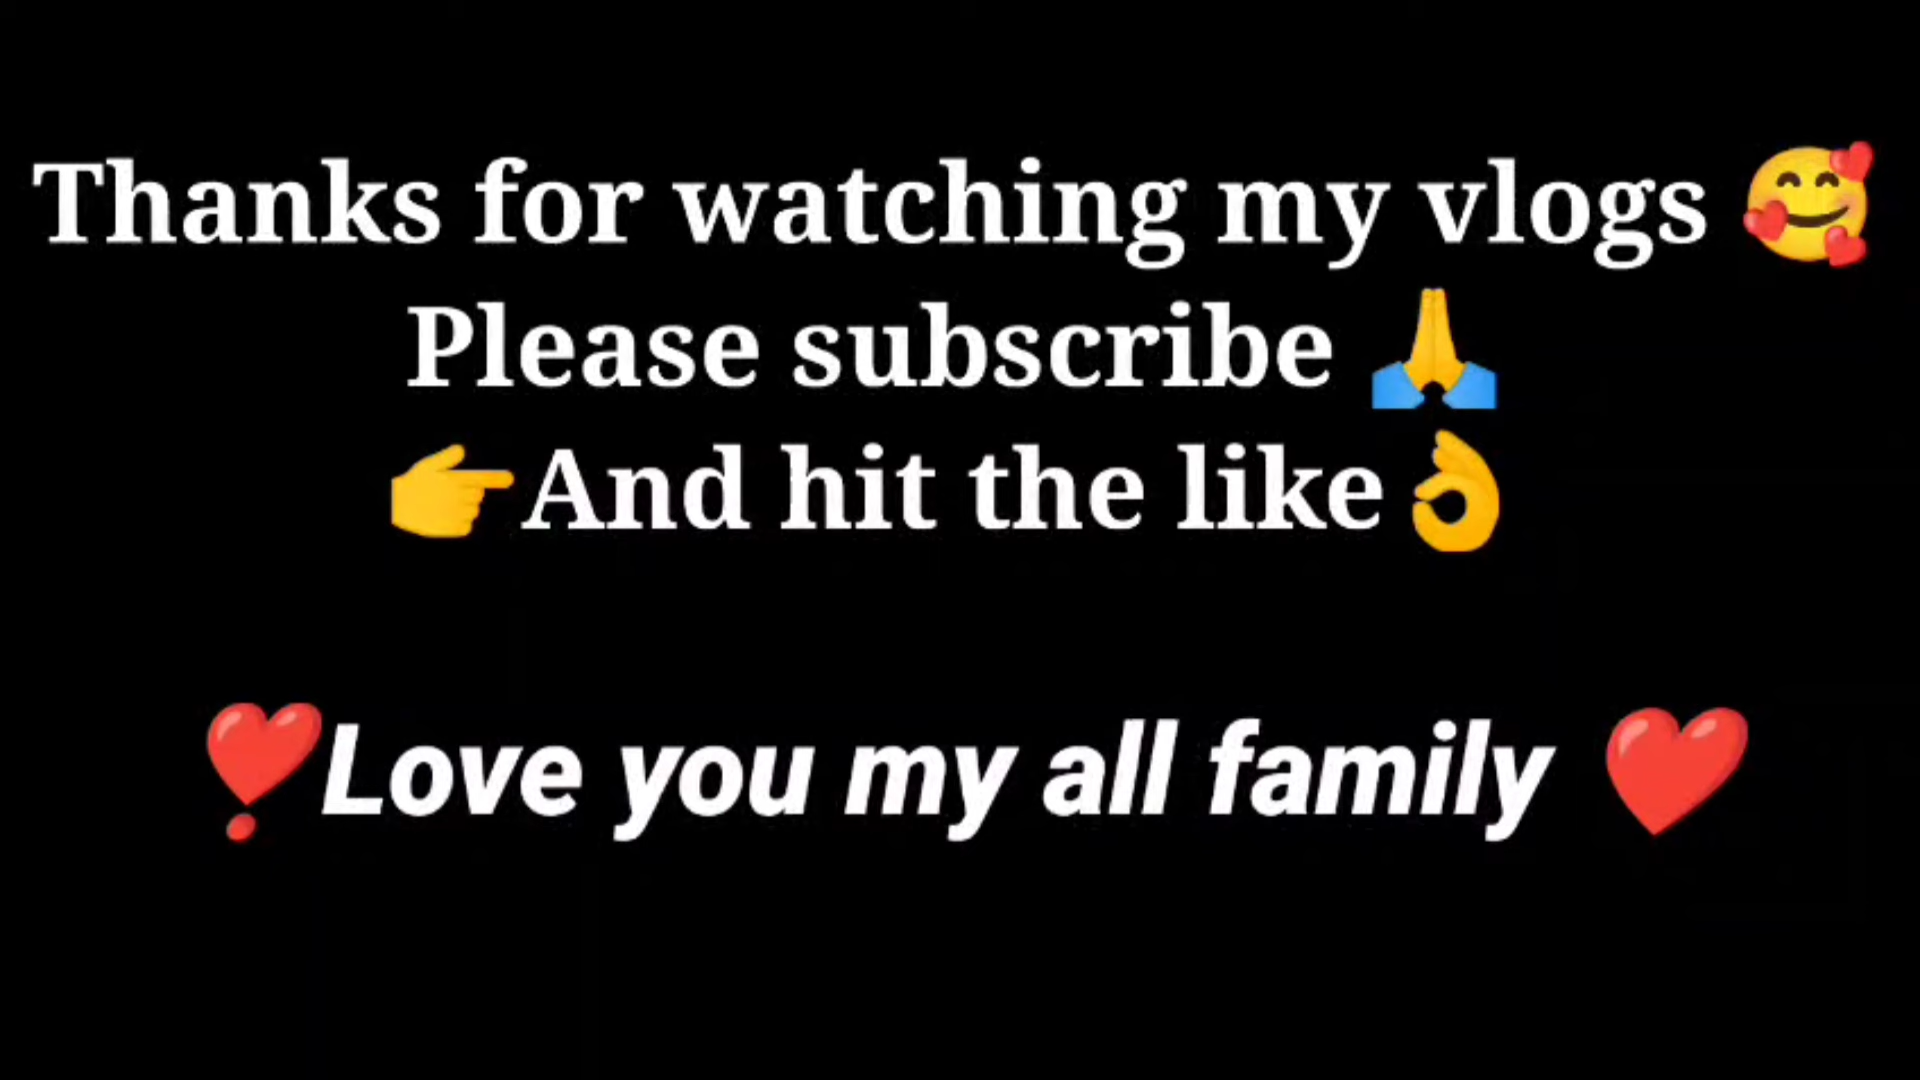 Thanks for watching my vlogs 🥰
Please subscribe 🙏
👉And hit the like👌
❣️Love you my all family ❤️